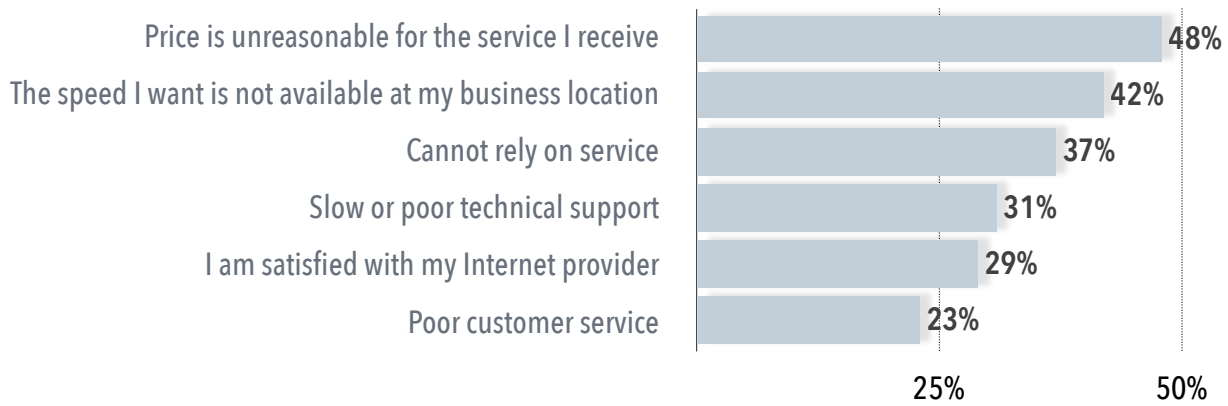 Price is unreasonable for the service I receive 48%
The speed I want is not available at my business location 42%
Cannot rely on service 37%
Slow or poor technical support 31%
I am satisfied with my Internet provider 29%
Poor customer service 23%
25% 50%